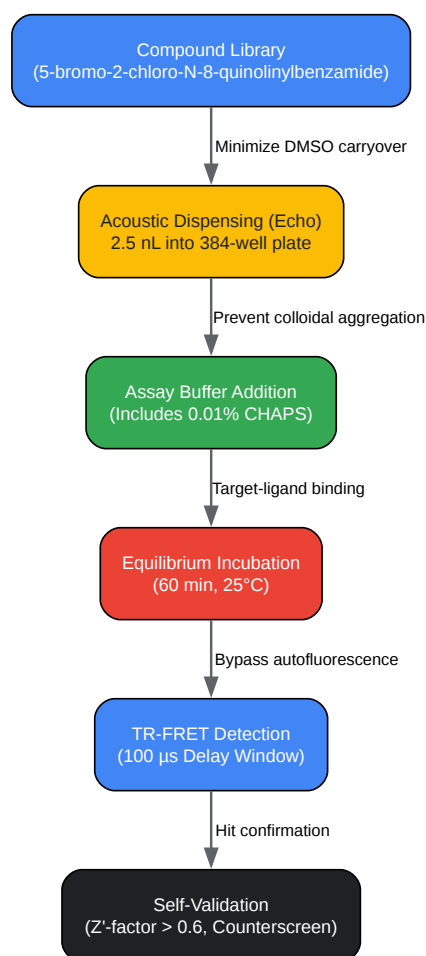 Compound Library
(5-bromo-2-chloro-N-8-quinolinylbenzamide)
Minimize DMSO carryover
Acoustic Dispensing (Echo)
2.5 nL into 384-well plate
Prevent colloidal aggregation
Assay Buffer Addition
(Includes 0.01% CHAPS)
Target-ligand binding
Equilibrium Incubation
(60 min, 25°C)
Bypass autofluorescence
TR-FRET Detection
(100 µs Delay Window)
Hit confirmation
Self-Validation
(Z'-factor > 0.6, Counterscreen)